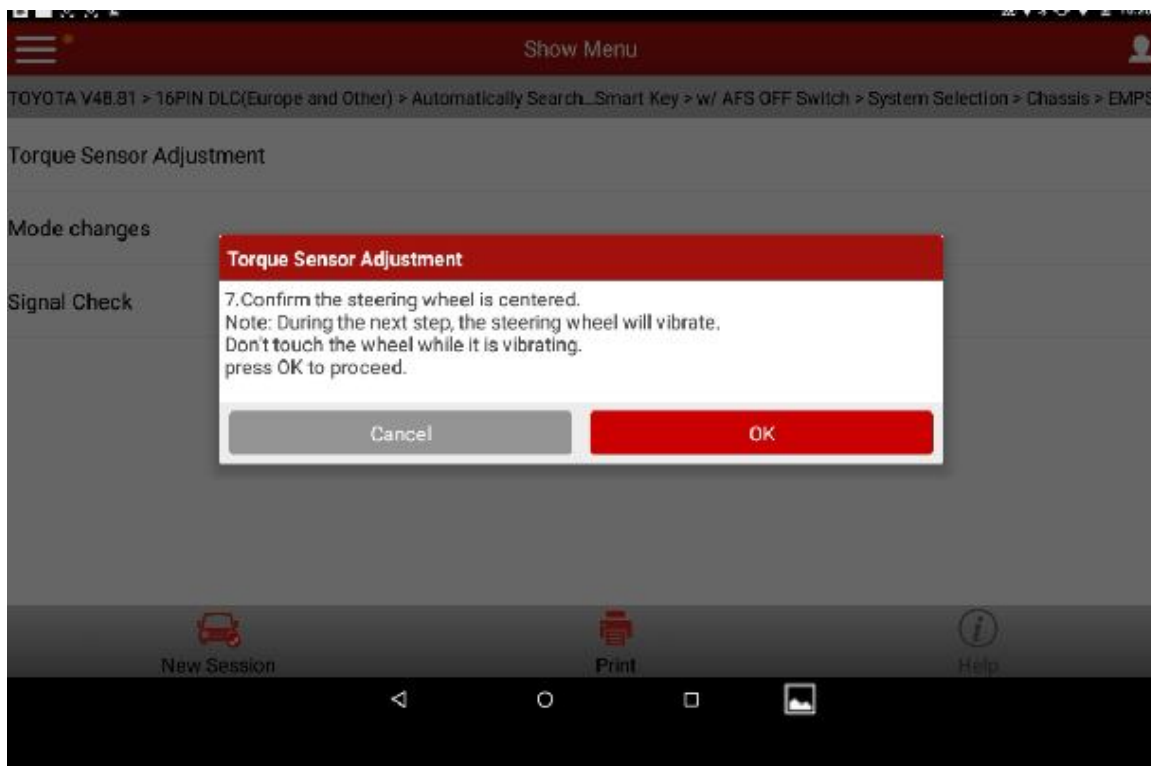 Show Menu
TOYOTA V48.81 > 16PIN DLC(Europe and Other) > Automatically Search...Smart Key > w/ AFS OFF Switch > System Selection > Chassis > EMPS
Torque Sensor Adjustment
Mode changes
Signal Check
Torque Sensor Adjustment
7.Confirm the steering wheel is centered.
Note: During the next step, the steering wheel will vibrate.
Don't touch the wheel while it is vibrating.
press OK to proceed.
Cancel
OK
New Session
Print
Help